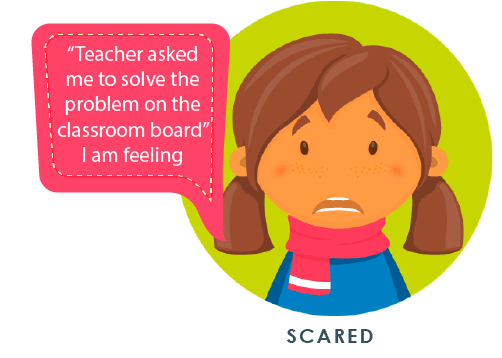 “Teacher asked
me to solve the
problem on the
classroom board”
I am feeling
SCARED